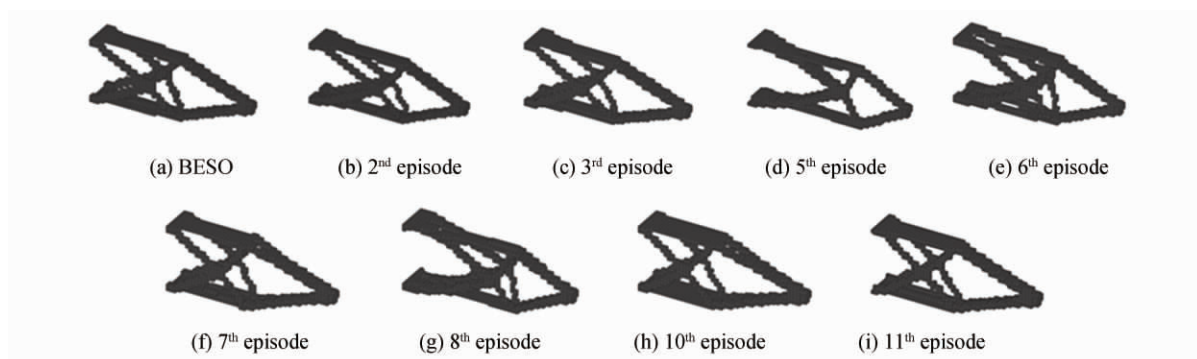 (a) BESO
(b) 2nd episode
(c) 3rd episode
(d) 5th episode
(e) 6th episode
(f) 7th episode
(g) 8th episode
(h) 10th episode
(i) 11th episode